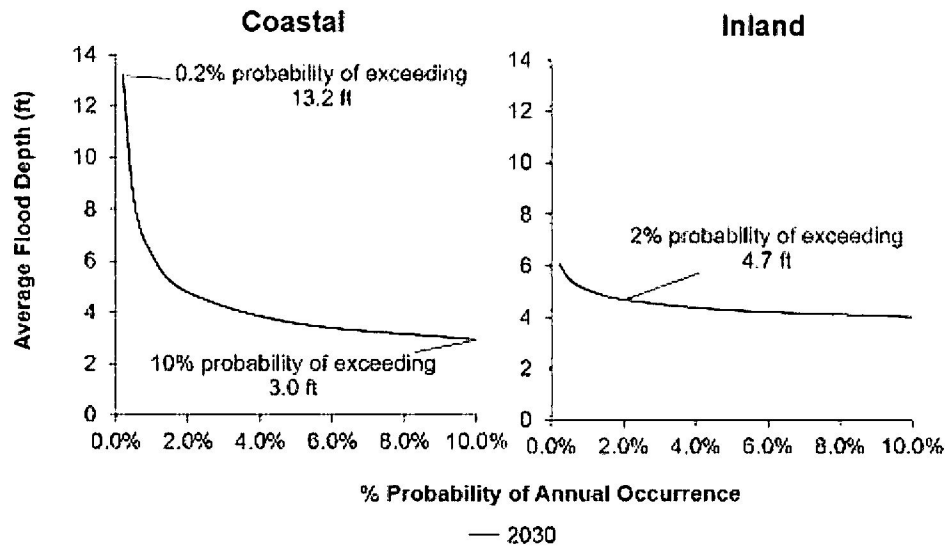 Coastal
Average Flood Depth (ft)
14
12
10
8
6
4
2
0
0.2% probability of exceeding
13.2 ft
10% probability of exceeding
3.0 ft
0.0%
2.0%
4.0%
6.0%
8.0%
10.0%
Inland
14
12
10
8
6
4
2
0
2% probability of exceeding
4.7 ft
0.0%
2.0%
4.0%
6.0%
8.0%
10.0%
% Probability of Annual Occurrence
2030